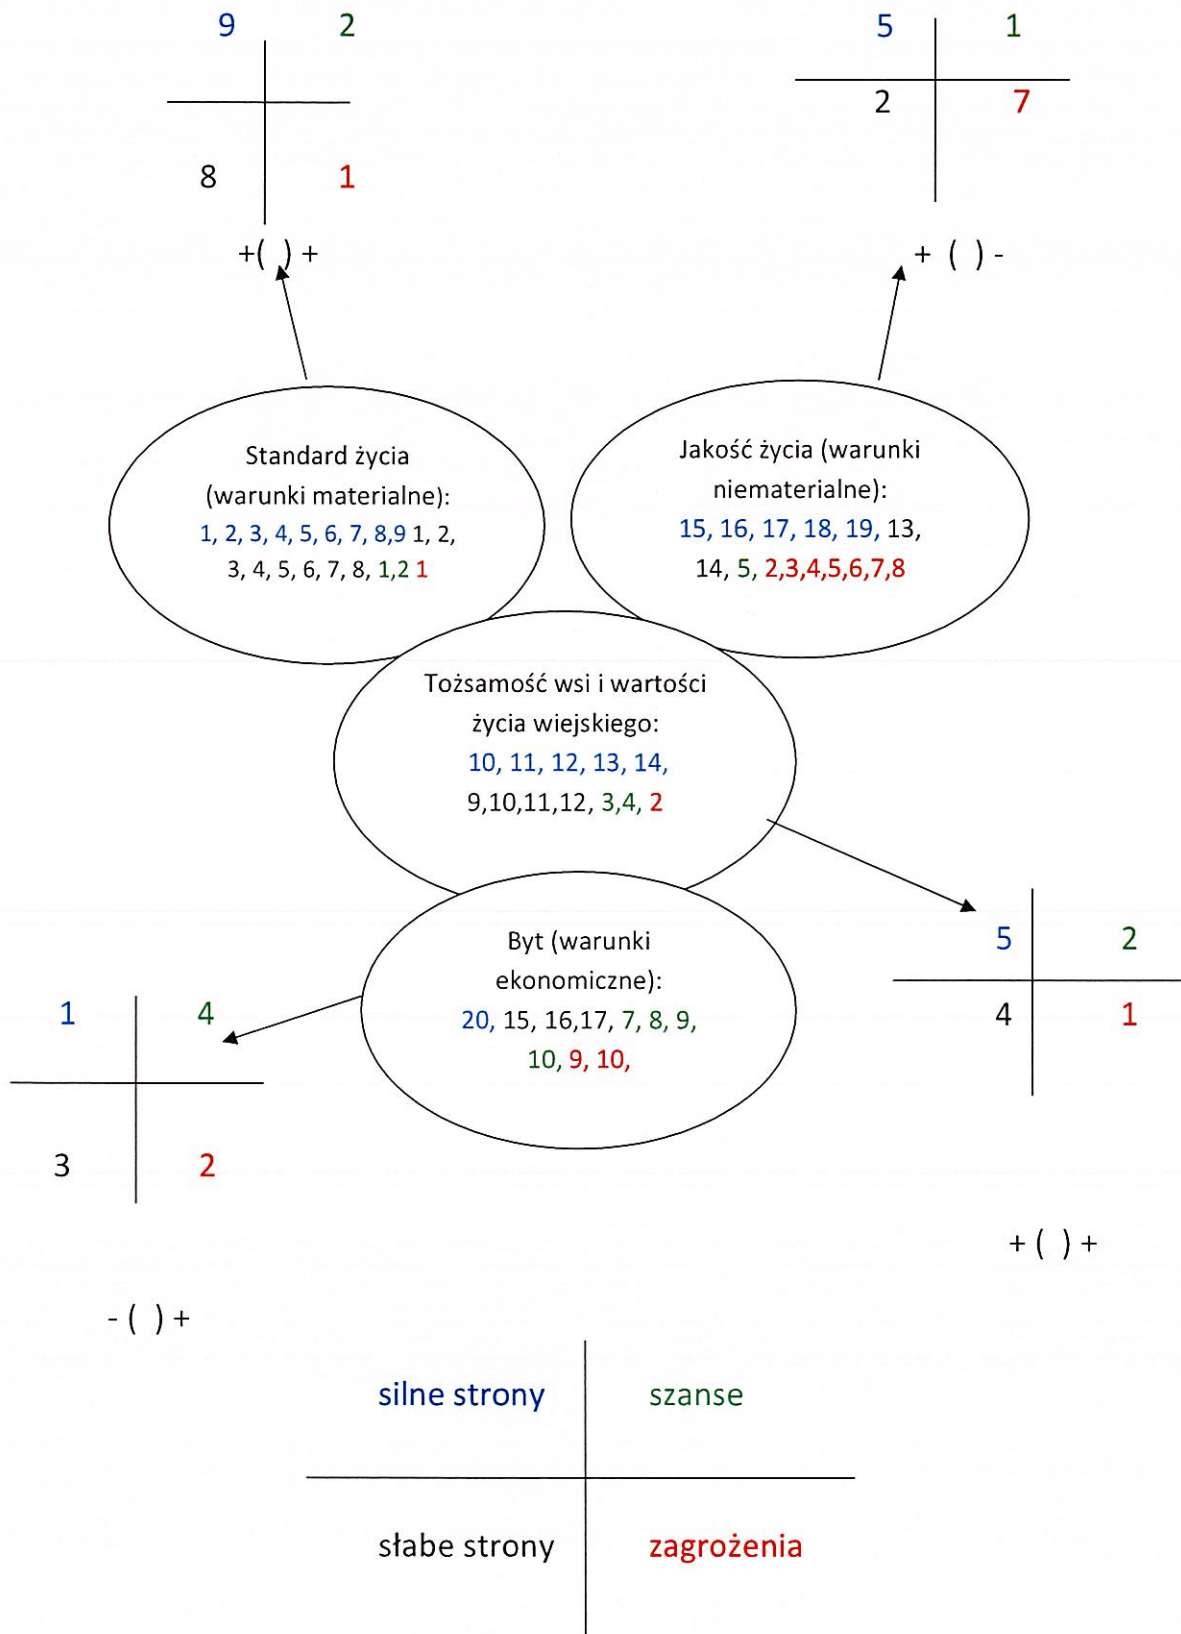 9 2
8 1
+( ) +
5 1
2 7
+ ( ) -
Standard życia
(warunki materialne):
1, 2, 3, 4, 5, 6, 7, 8,9 1, 2,
3, 4, 5, 6, 7, 8, 1,2 1
Jakość życia (warunki
niematerialne):
15, 16, 17, 18, 19, 13,
14, 5, 2,3,4,5,6,7,8
Tożsamość wsi i wartości
życia wiejskiego:
10, 11, 12, 13, 14,
9,10,11,12, 3,4, 2
Byt (warunki
ekonomiczne):
20, 15, 16,17, 7, 8, 9,
10, 9, 10,
5 2
4 1
+ ( ) +
1 4
3 2
- ( ) +
silne strony szanse
słabe strony zagrożenia